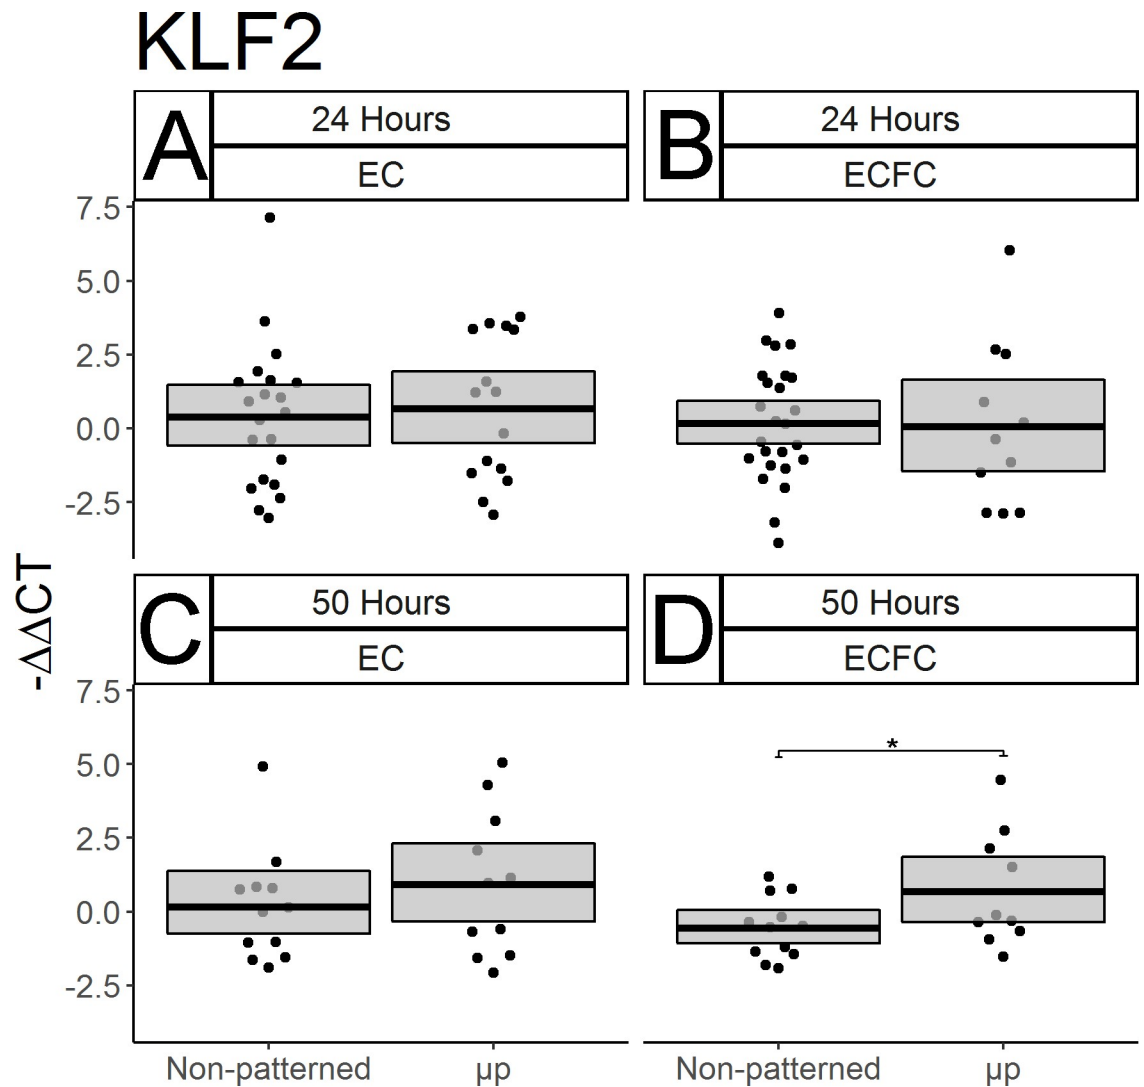 KLF2
A
24 Hours
EC
B
24 Hours
ECFC
7.5
5.0
2.5
0.0
-2.5
-ΔΔCT
C
50 Hours
EC
D
50 Hours
ECFC
7.5
5.0
2.5
0.0
-2.5
*
Non-patterned
µp
Non-patterned
µp